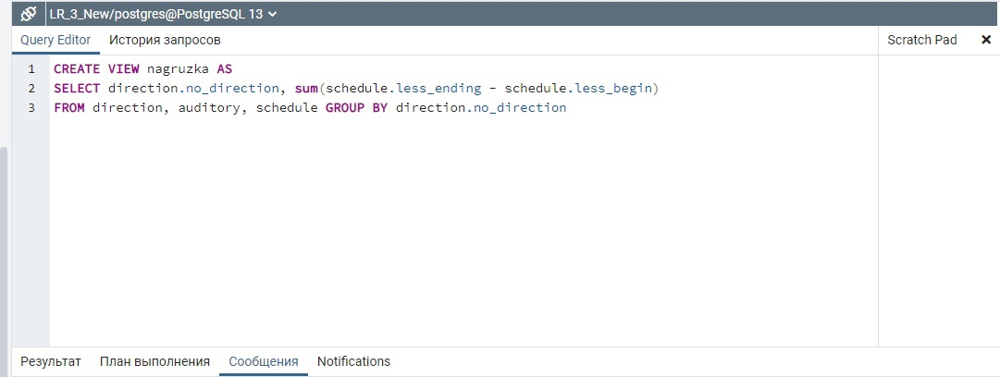 LR_3_New/postgres@PostgreSQL 13
Query Editor История запросов Scratch Pad
1 CREATE VIEW nagruzka AS
2 SELECT direction.no_direction, sum(schedule.less_ending - schedule.less_begin)
3 FROM direction, auditory, schedule GROUP BY direction.no_direction
Результат План выполнения Сообщения Notifications